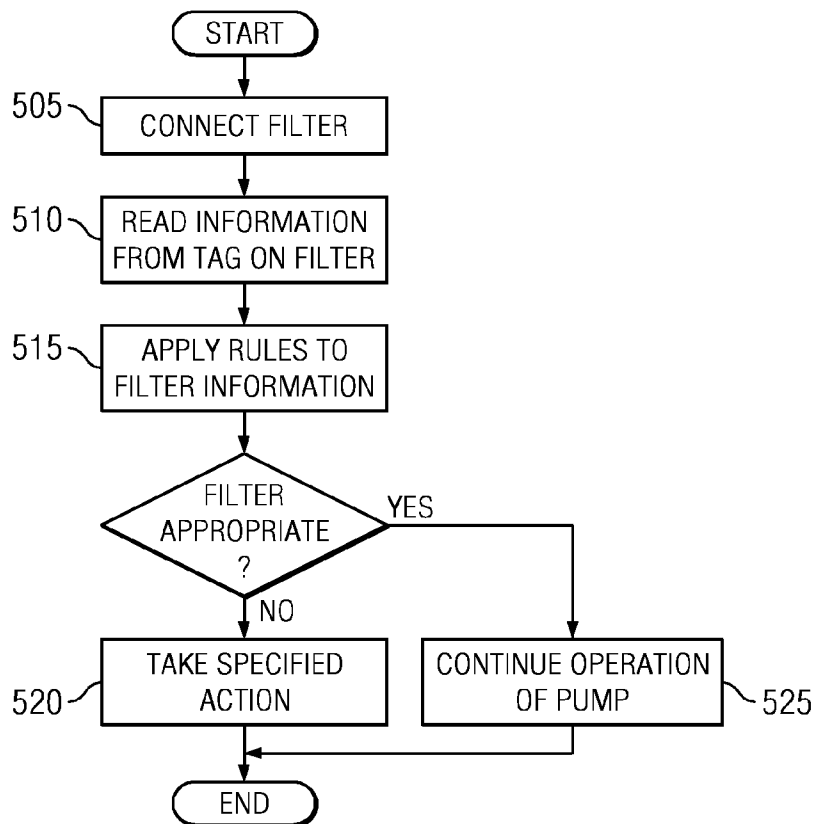 START
505
CONNECT FILTER
510
READ INFORMATION
FROM TAG ON FILTER
515
APPLY RULES TO
FILTER INFORMATION
FILTER
APPROPRIATE
?
YES
NO
520
TAKE SPECIFIED
ACTION
CONTINUE OPERATION
OF PUMP
525
END